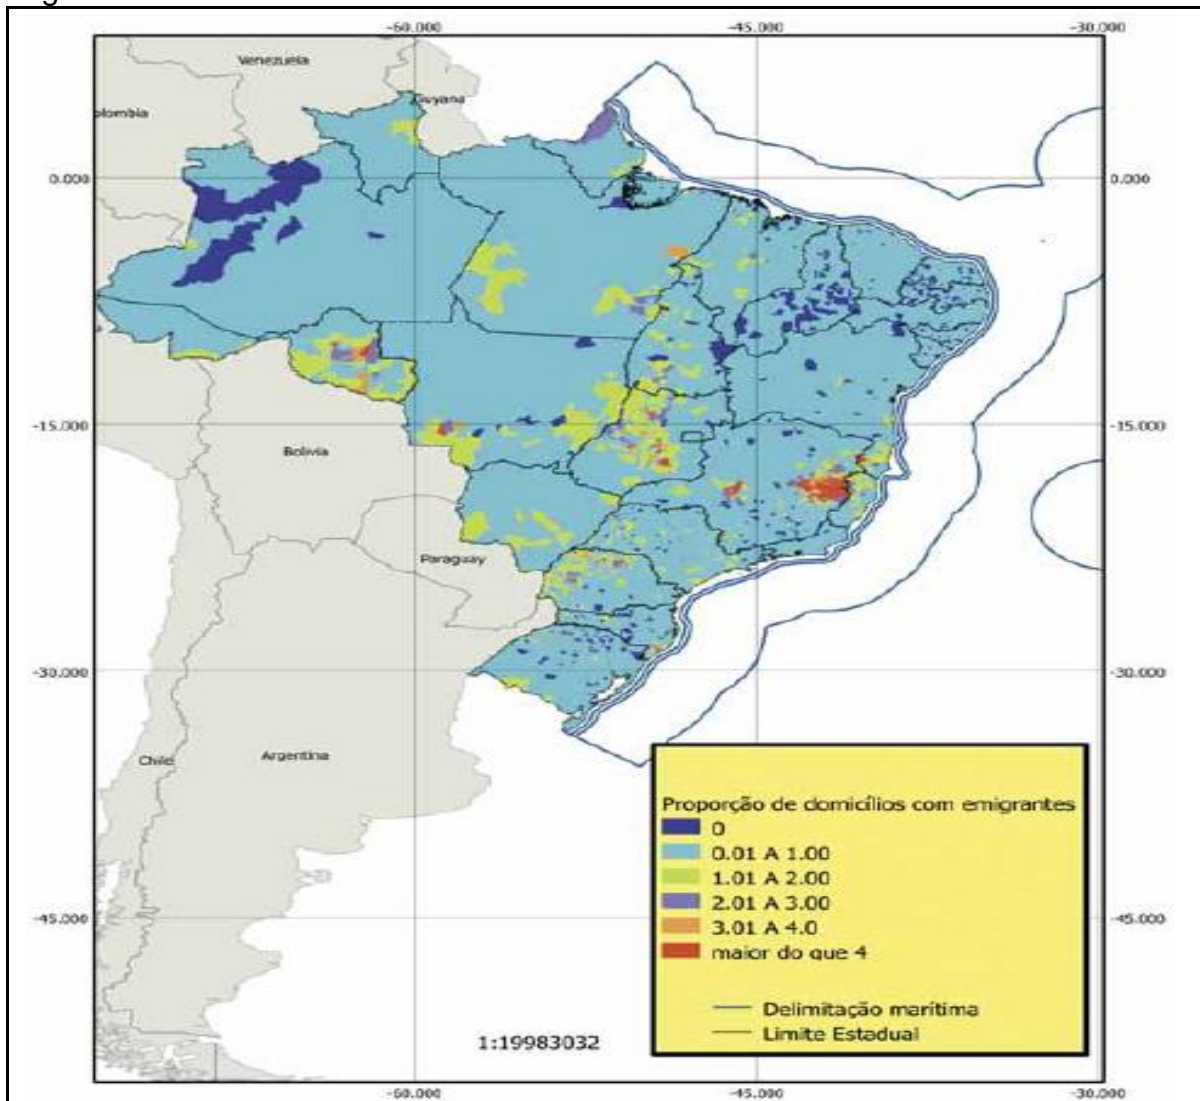 -60.000 -45.000 -30.000
Venezuela
Guyana
olombia
0.000 0.000
-15.000 -15.000
Bolivia
Paraguay
-30.000 -30.000
Chile
Argentina
Proporção de domicílios com emigrantes
0
0.01 A 1.00
1.01 A 2.00
2.01 A 3.00
3.01 A 4.0
maior do que 4
-45.000 -45.000
Delimitação marítima
Limite Estadual
1:19983032
-60.000 -45.000 -30.000